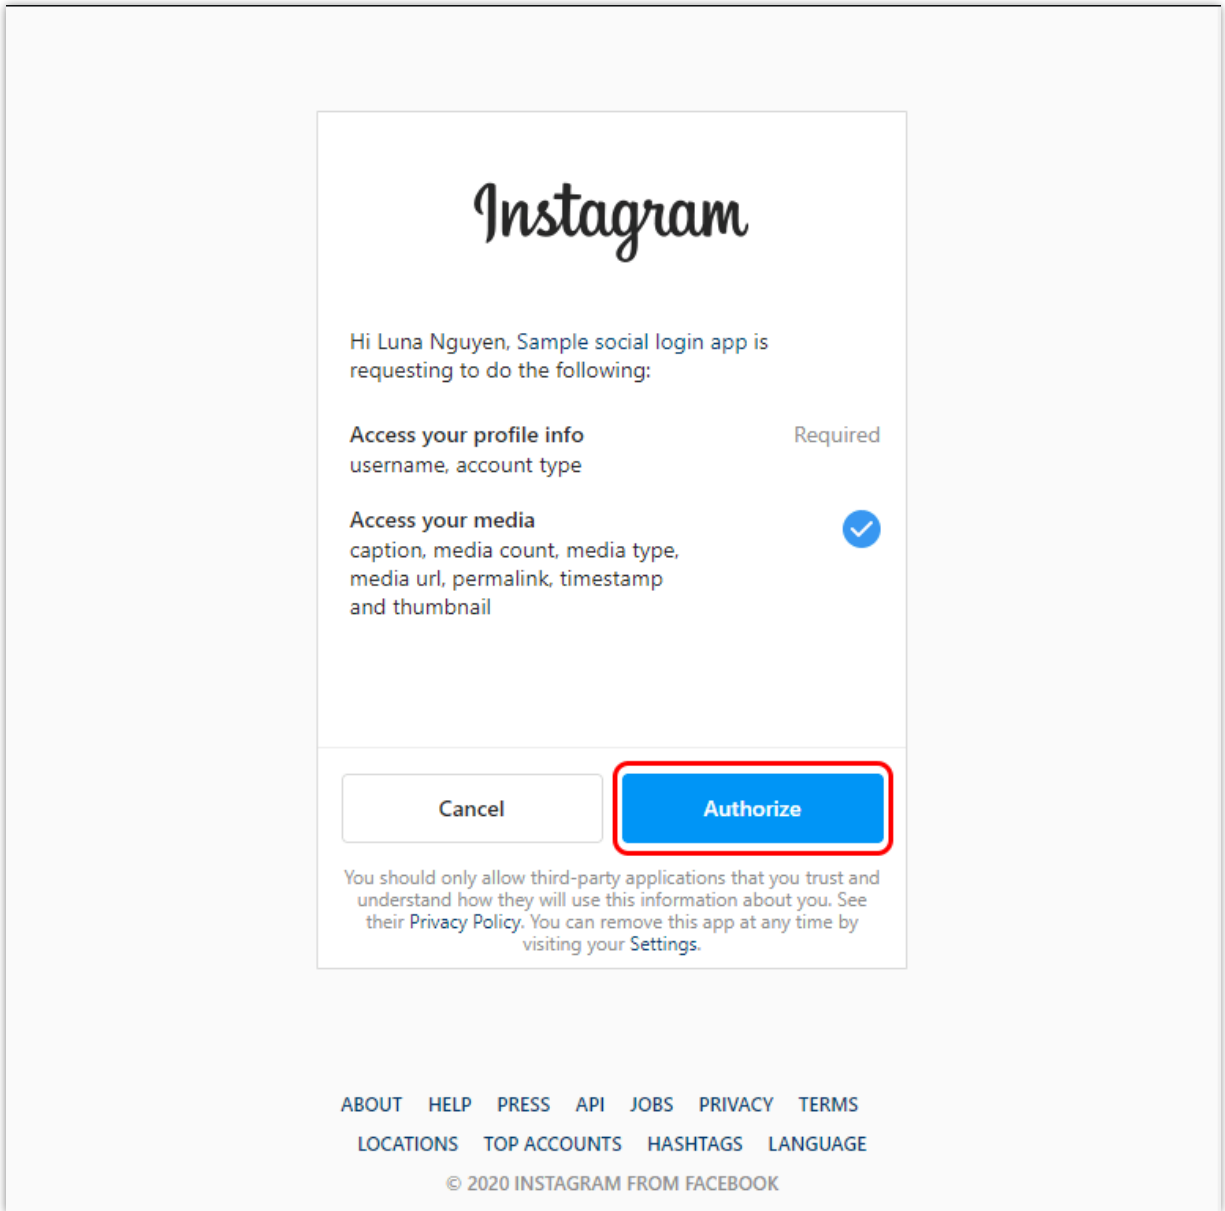 Instagram
Hi Luna Nguyen, Sample social login app is
requesting to do the following:
Access your profile info
Required
username, account type
Access your media
caption, media count, media type,
media url, permalink, timestamp
and thumbnail
Cancel
Authorize
You should only allow third-party applications that you trust and
understand how they will use this information about you. See
their Privacy Policy. You can remove this app at any time by
visiting your Settings.
ABOUT HELP PRESS API JOBS PRIVACY TERMS
LOCATIONS TOP ACCOUNTS HASHTAGS LANGUAGE
© 2020 INSTAGRAM FROM FACEBOOK